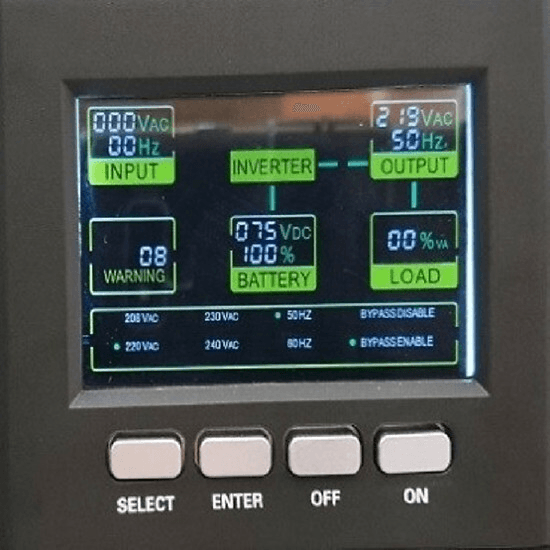 000VAC
00Hz
INPUT
INVERTER
219VAC
50Hz
OUTPUT
08
WARNING
075VDC
100%
BATTERY
00%VA
LOAD
208VAC
230VAC
50HZ
BYPASS DISABLE
220VAC
240VAC
60HZ
BYPASS ENABLE
SELECT
ENTER
OFF
ON